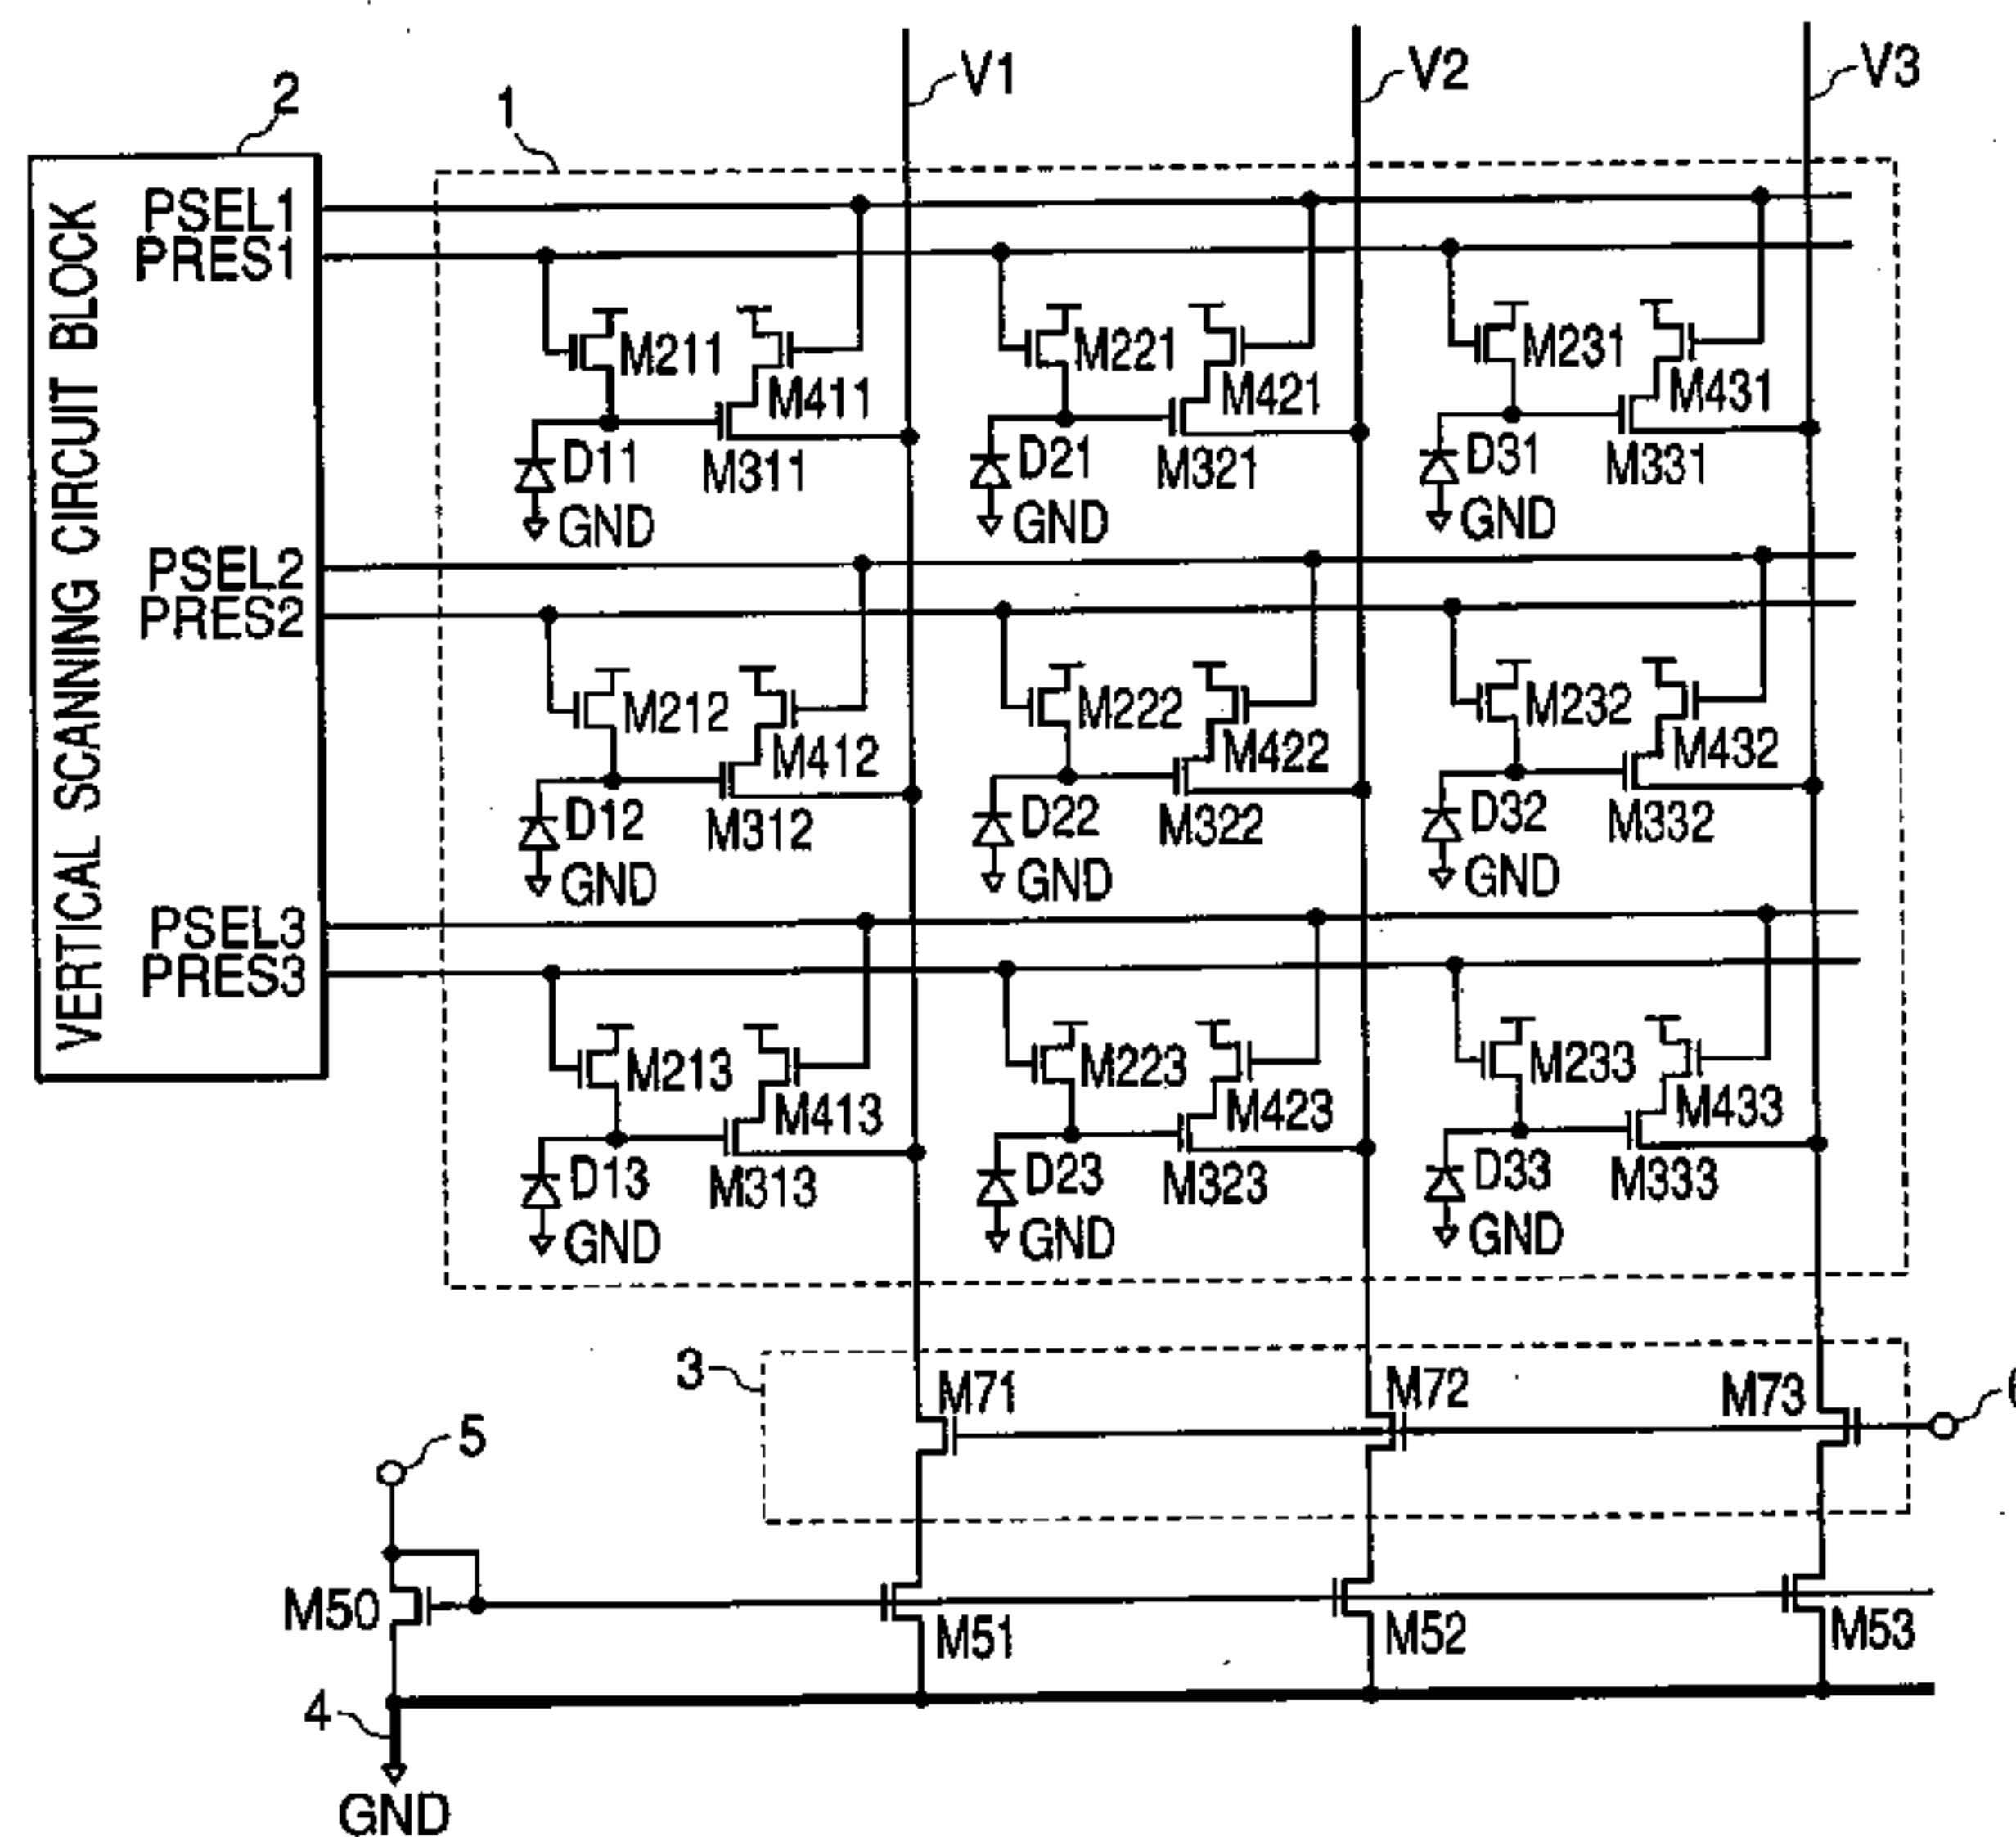 V1 V2 V3
2 1
VERTICAL SCANNING CIRCUIT BLOCK
PSEL1
PRES1
M211 M221 M231
M411 M421 M431
D11 M311 D21 M321 D31 M331
GND GND GND
PSEL2
PRES2
M212 M222 M232
M412 M422 M432
D12 M312 D22 M322 D32 M332
GND GND GND
PSEL3
PRES3
M213 M223 M233
M413 M423 M433
D13 M313 D23 M323 D33 M333
GND GND GND
3 M71 M72 M73
5
M50 M51 M52 M53
4
GND